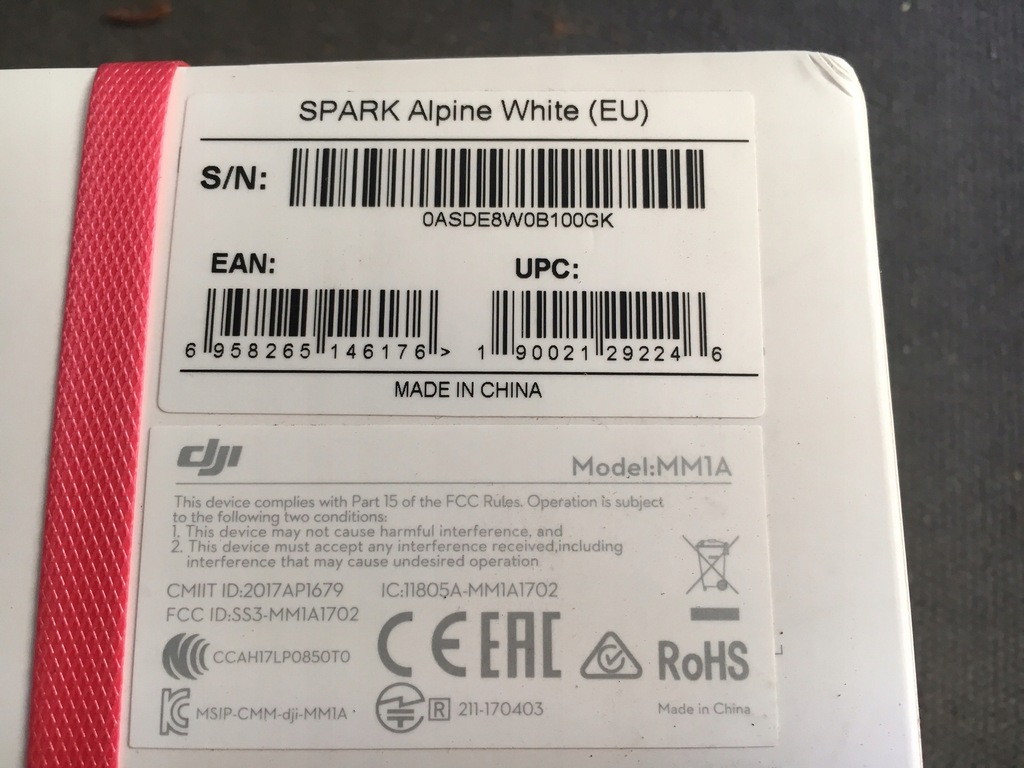 SPARK Alpine White (EU)
S/N:
0ASDE8W0B100GK
EAN: UPC:
6 958265 146176 > 1 90021 29224 6
MADE IN CHINA
dji Model:MM1A
This device complies with Part 15 of the FCC Rules. Operation is subject
to the following two conditions:
1. This device may not cause harmful interference, and
2. This device must accept any interference received,including
interference that may cause undesired operation
CMIIT ID:2017AP1679 IC:11805A-MM1A1702
FCC ID:SS3-MM1A1702
CCAH17LP0850T0 CE EAC RoHS
MSIP-CMM-dji-MM1A R 211-170403 Made in China